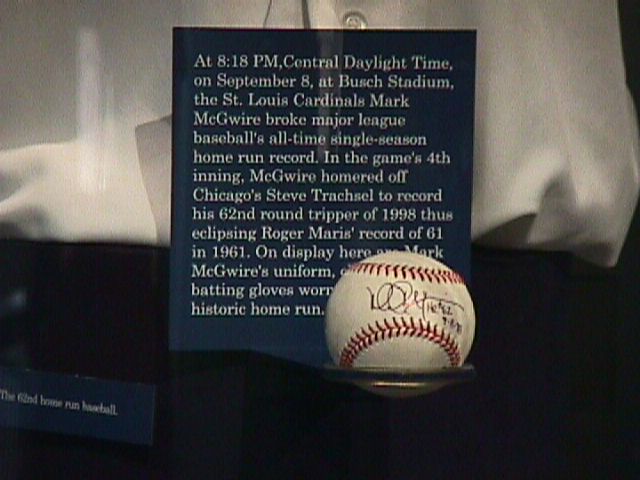 At 8:18 PM,Central Daylight Time,
on September 8, at Busch Stadium,
the St. Louis Cardinals Mark
McGwire broke major league
baseball's all-time single-season
home run record. In the game's 4th
inning, McGwire homered off
Chicago's Steve Trachsel to record
his 62nd round tripper of 1998 thus
eclipsing Roger Maris' record of 61
in 1961. On display here are Mark
McGwire's uniform,
batting gloves worn
historic home run.
The 62nd home run baseball.